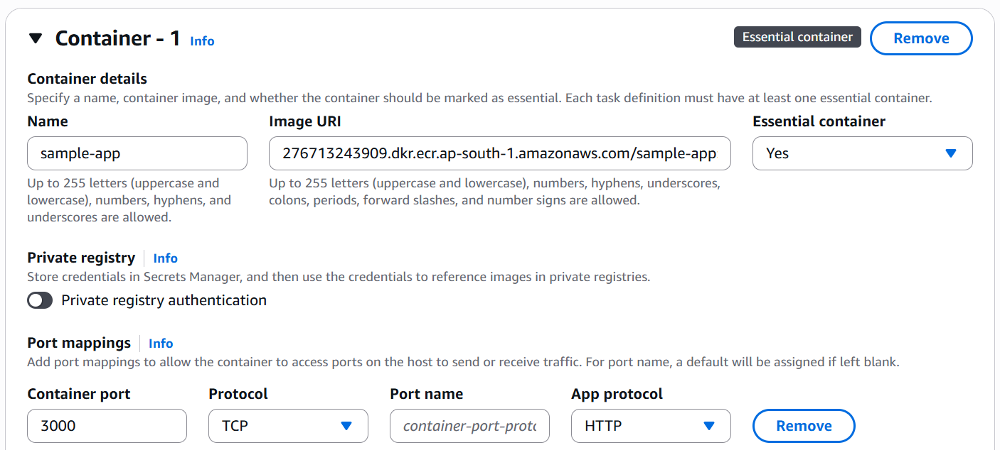 Container - 1 Info Essential container Remove
Container details
Specify a name, container image, and whether the container should be marked as essential. Each task definition must have at least one essential container.
Name Image URI Essential container
sample-app 276713243909.dkr.ecr.ap-south-1.amazonaws.com/sample-app: Yes
Up to 255 letters (uppercase and
lowercase), numbers, hyphens, and
underscores are allowed.
Up to 255 letters (uppercase and lowercase), numbers, hyphens, underscores,
colons, periods, forward slashes, and number signs are allowed.
Private registry Info
Store credentials in Secrets Manager, and then use the credentials to reference images in private registries.
Private registry authentication
Port mappings Info
Add port mappings to allow the container to access ports on the host to send or receive traffic. For port name, a default will be assigned if left blank.
Container port Protocol Port name App protocol
3000 TCP container-port-proto HTTP Remove